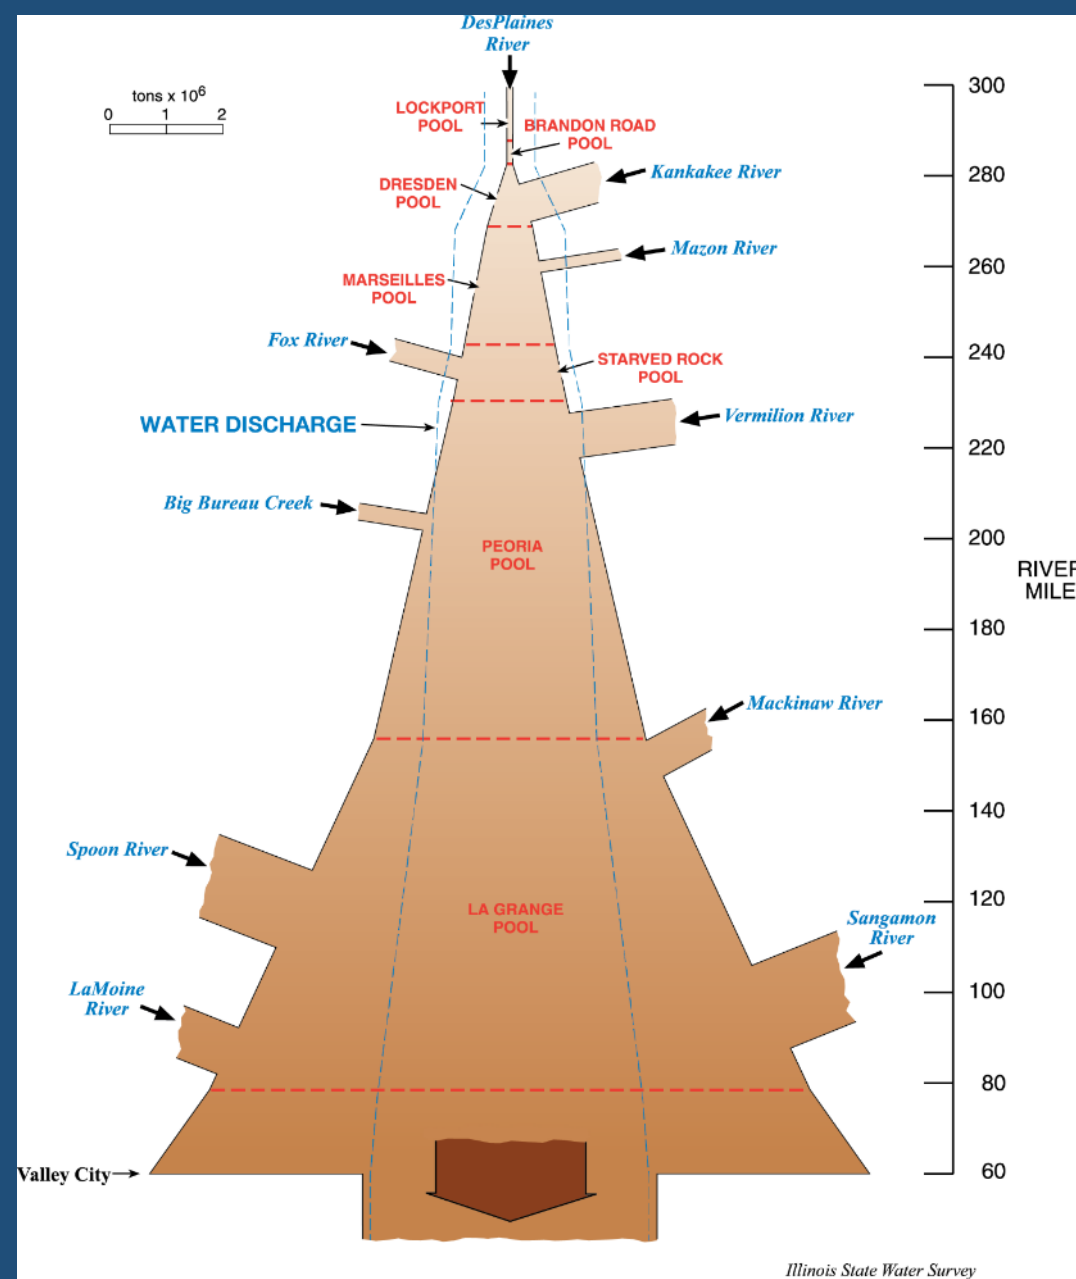 DesPlaines
River
tons x 10⁶
0 1 2
LOCKPORT
POOL
BRANDON ROAD
POOL
300
280
Kankakee River
DRESDEN
POOL
Mazon River
260
MARSEILLES
POOL
Fox River
240
STARVED ROCK
POOL
WATER DISCHARGE
Vermilion River
220
Big Bureau Creek
200
PEORIA
POOL
RIVER
MILE
180
Mackinaw River
160
140
Spoon River
120
LA GRANGE
POOL
Sangamon
River
LaMoine
River
100
80
Valley City
60
Illinois State Water Survey